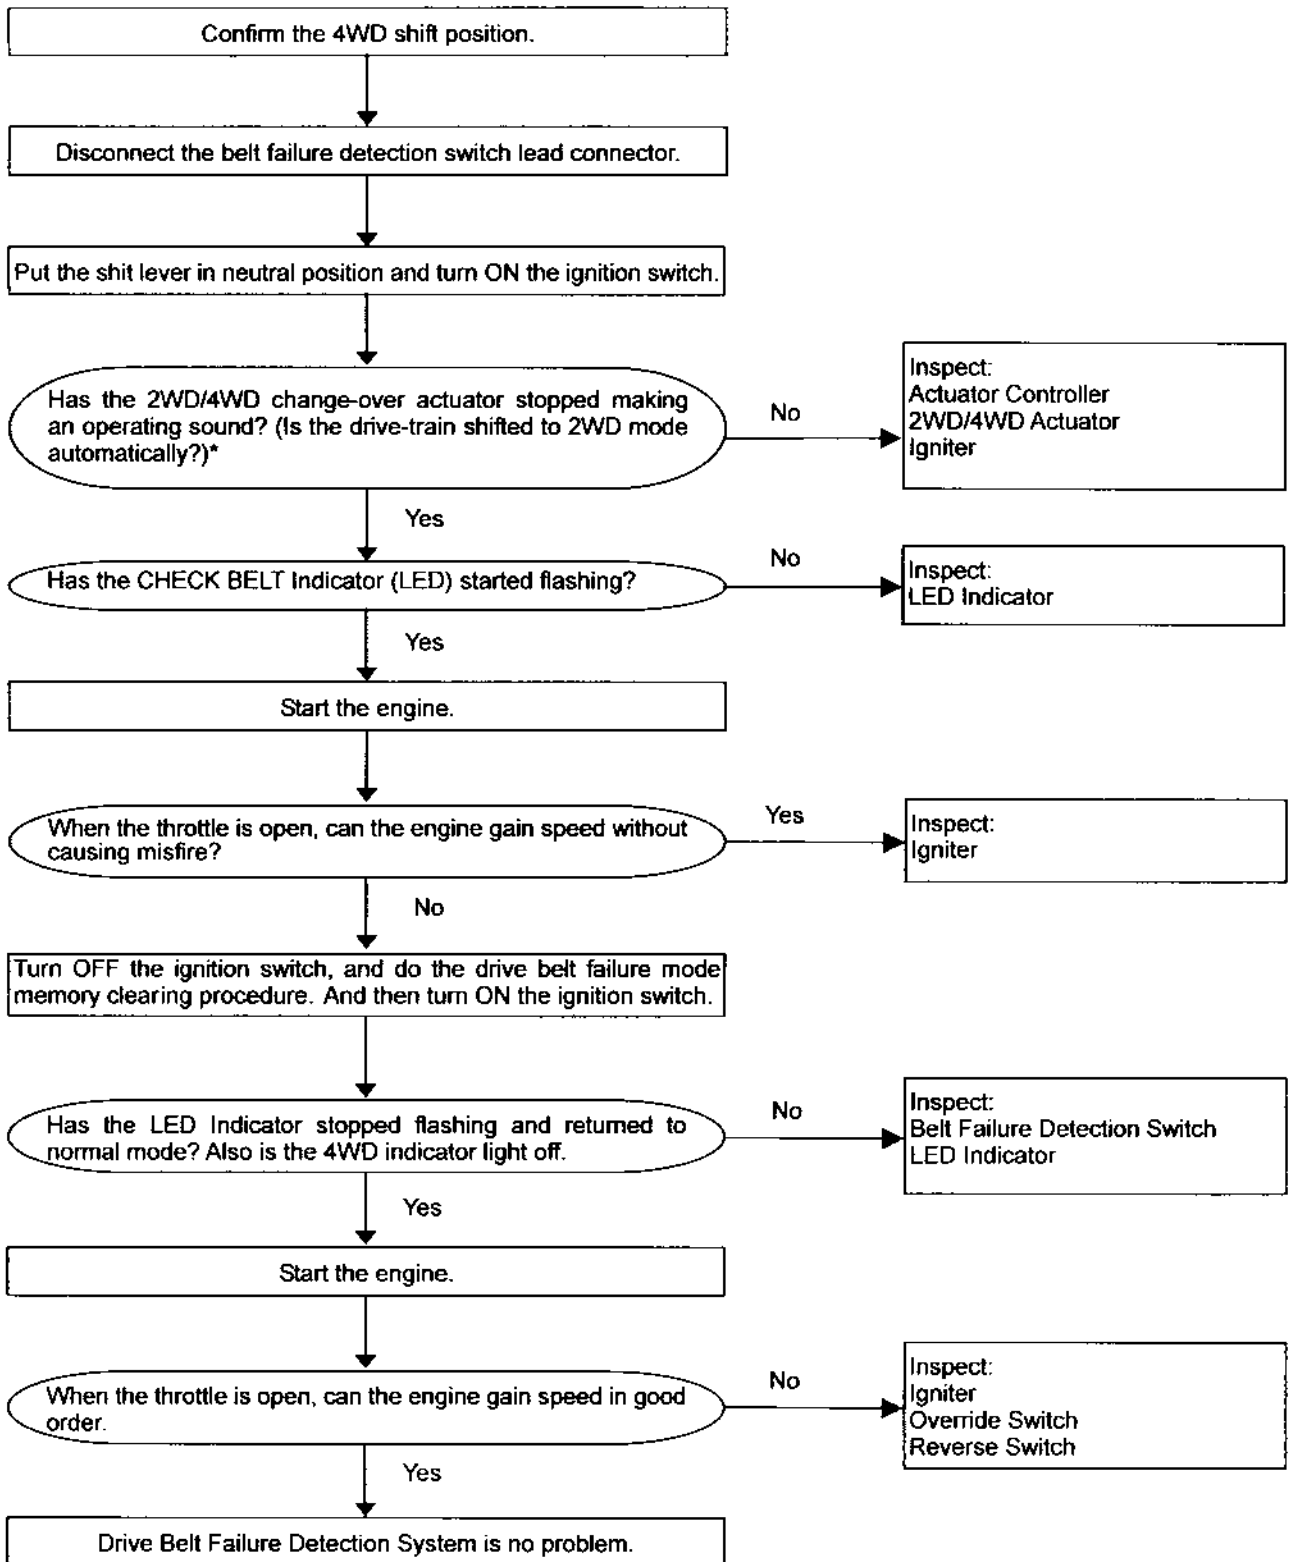 Confirm the 4WD shift position.
Disconnect the belt failure detection switch lead connector.
Put the shit lever in neutral position and turn ON the ignition switch.
Has the 2WD/4WD change-over actuator stopped making
an operating sound? (Is the drive-train shifted to 2WD mode
automatically?)*
No
Inspect:
Actuator Controller
2WD/4WD Actuator
Igniter
Yes
Has the CHECK BELT Indicator (LED) started flashing?
No
Inspect:
LED Indicator
Yes
Start the engine.
When the throttle is open, can the engine gain speed without
causing misfire?
Yes
Inspect:
Igniter
No
Turn OFF the ignition switch, and do the drive belt failure mode
memory clearing procedure. And then turn ON the ignition switch.
Has the LED Indicator stopped flashing and returned to
normal mode? Also is the 4WD indicator light off.
No
Inspect:
Belt Failure Detection Switch
LED Indicator
Yes
Start the engine.
When the throttle is open, can the engine gain speed in good
order.
No
Inspect:
Igniter
Override Switch
Reverse Switch
Yes
Drive Belt Failure Detection System is no problem.